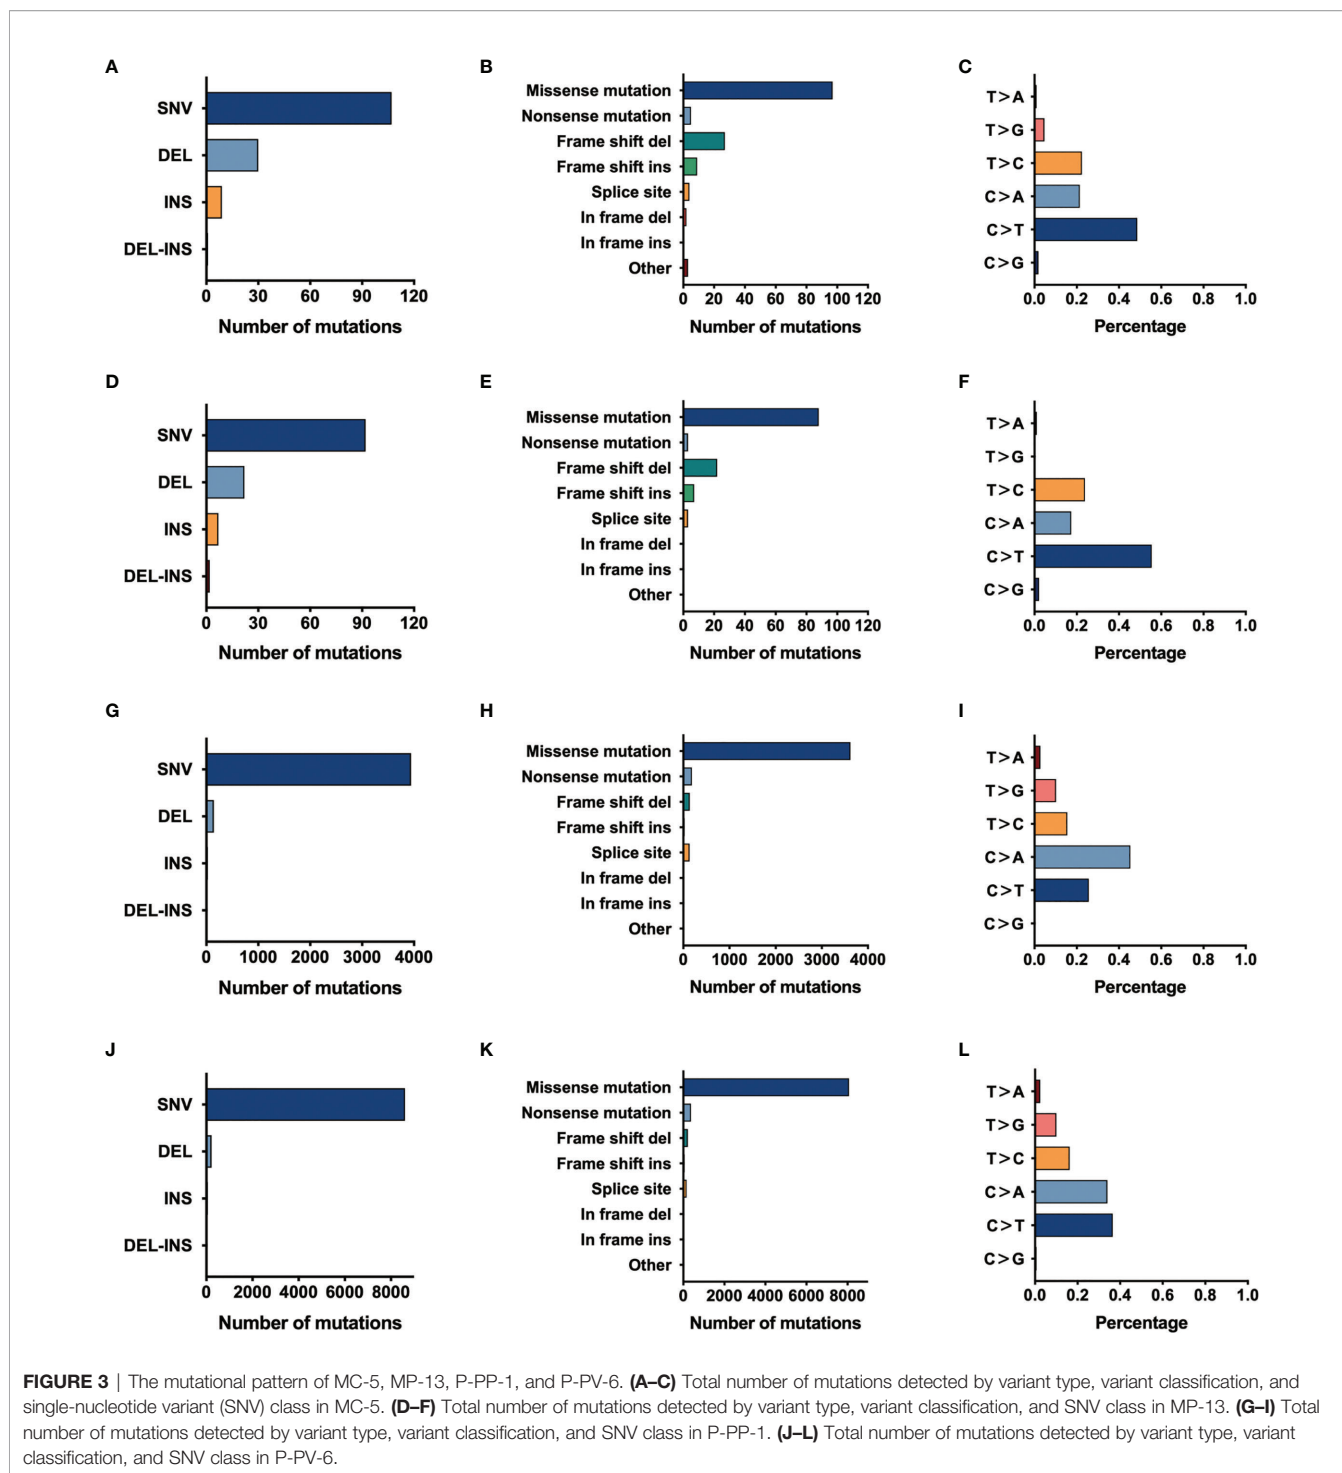 A
SNV
DEL
INS
DEL-INS
0 30 60 90 120
Number of mutations
B
Missense mutation
Nonsense mutation
Frame shift del
Frame shift ins
Splice site
In frame del
In frame ins
Other
0 20 40 60 80 100 120
Number of mutations
C
T>A
T>G
T>C
C>A
C>T
C>G
0.0 0.2 0.4 0.6 0.8 1.0
Percentage
D
SNV
DEL
INS
DEL-INS
0 30 60 90 120
Number of mutations
E
Missense mutation
Nonsense mutation
Frame shift del
Frame shift ins
Splice site
In frame del
In frame ins
Other
0 20 40 60 80 100 120
Number of mutations
F
T>A
T>G
T>C
C>A
C>T
C>G
0.0 0.2 0.4 0.6 0.8 1.0
Percentage
G
SNV
DEL
INS
DEL-INS
0 1000 2000 3000 4000
Number of mutations
H
Missense mutation
Nonsense mutation
Frame shift del
Frame shift ins
Splice site
In frame del
In frame ins
Other
0 1000 2000 3000 4000
Number of mutations
I
T>A
T>G
T>C
C>A
C>T
C>G
0.0 0.2 0.4 0.6 0.8 1.0
Percentage
J
SNV
DEL
INS
DEL-INS
0 2000 4000 6000 8000
Number of mutations
K
Missense mutation
Nonsense mutation
Frame shift del
Frame shift ins
Splice site
In frame del
In frame ins
Other
0 2000 4000 6000 8000
Number of mutations
L
T>A
T>G
T>C
C>A
C>T
C>G
0.0 0.2 0.4 0.6 0.8 1.0
Percentage
FIGURE 3 | The mutational pattern of MC-5, MP-13, P-PP-1, and P-PV-6. (A–C) Total number of mutations detected by variant type, variant classification, and
single-nucleotide variant (SNV) class in MC-5. (D–F) Total number of mutations detected by variant type, variant classification, and SNV class in MP-13. (G–I) Total
number of mutations detected by variant type, variant classification, and SNV class in P-PP-1. (J–L) Total number of mutations detected by variant type, variant
classification, and SNV class in P-PV-6.